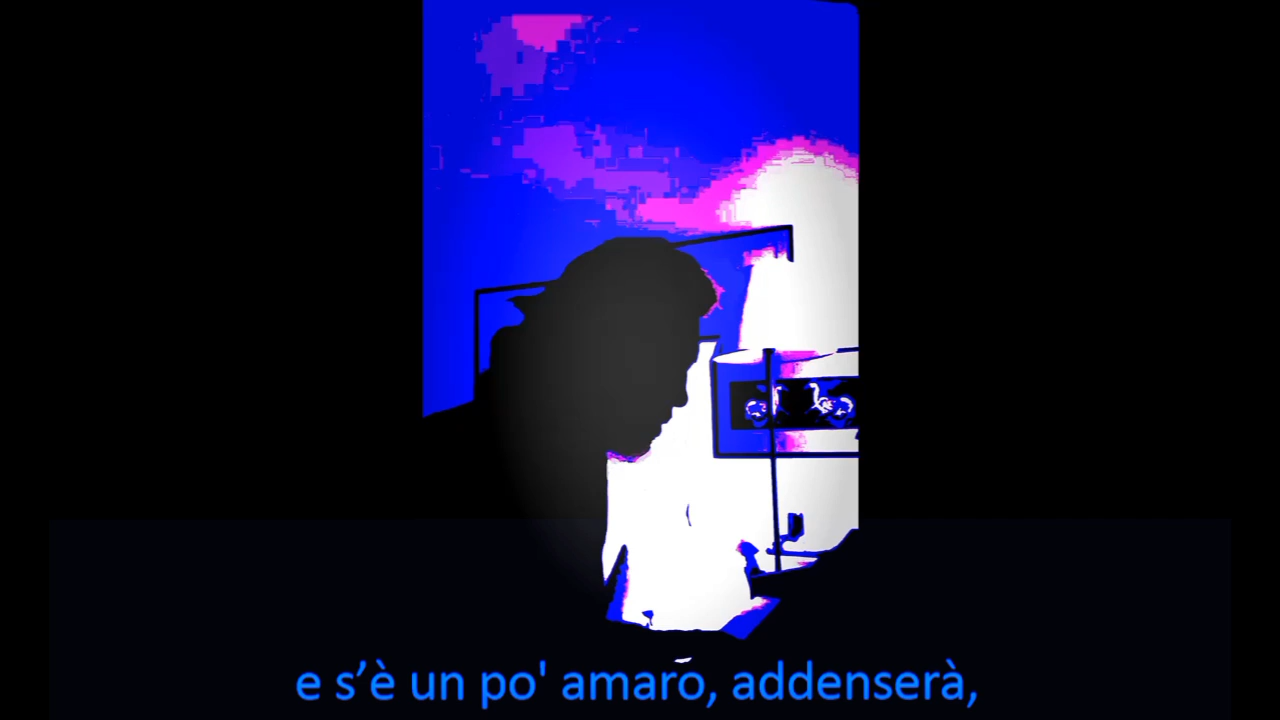 e s’è un po' amaro, addenserà,